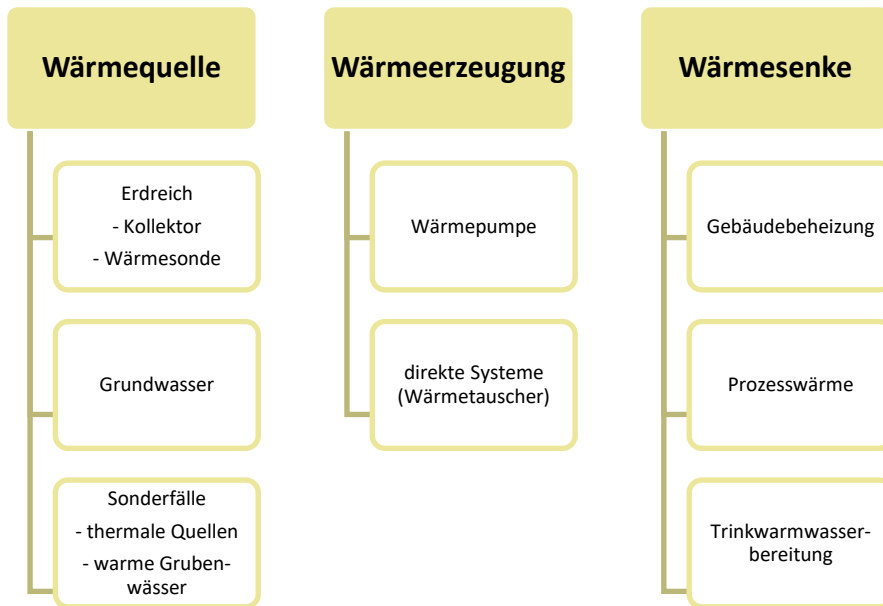 Wärmequelle
Erdreich
- Kollektor
- Wärmesonde
Grundwasser
Sonderfälle
- thermale Quellen
- warme Gruben-
wässer
Wärmeerzeugung
Wärmepumpe
direkte Systeme
(Wärmetauscher)
Wärmesenke
Gebäudebeheizung
Prozesswärme
Trinkwarmwasser-
bereitung